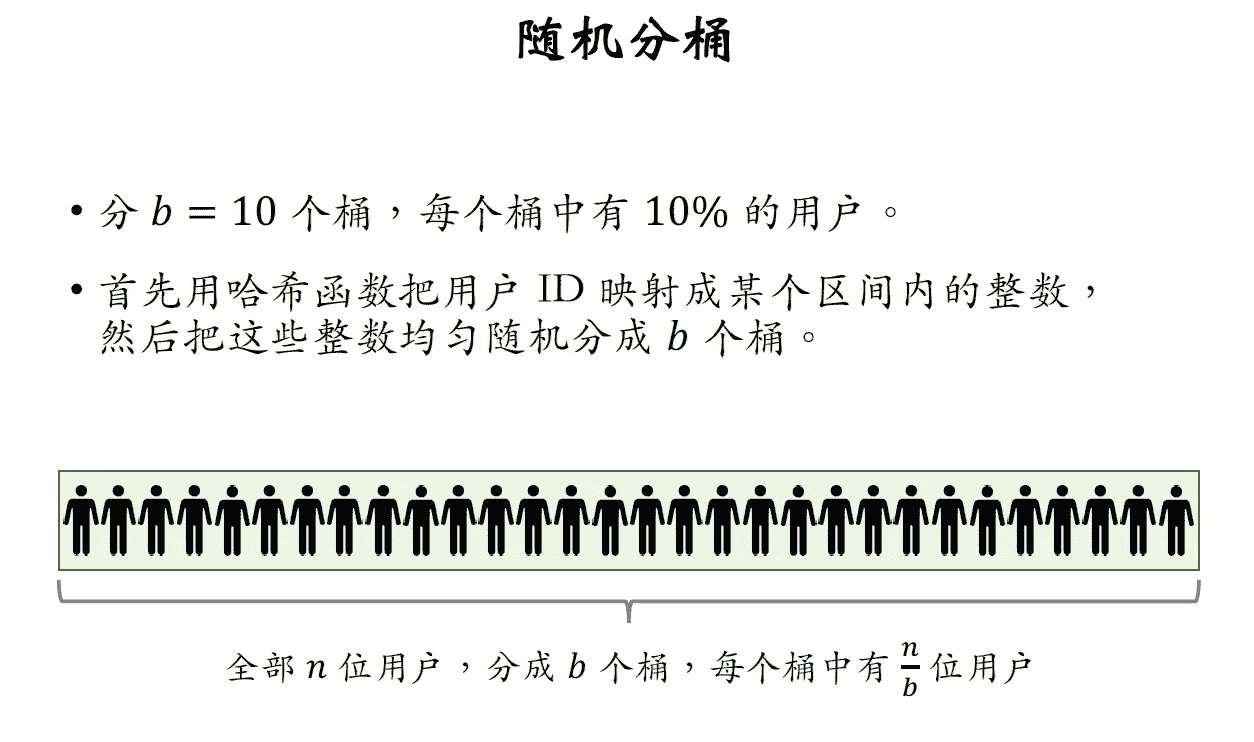 随机分桶
• 分 b = 10 个桶，每个桶中有 10% 的用户。
• 首先用哈希函数把用户 ID 映射成某个区间内的整数，
然后把这些整数均匀随机分成 b 个桶。
全部 n 位用户，分成 b 个桶，每个桶中有 n/b 位用户